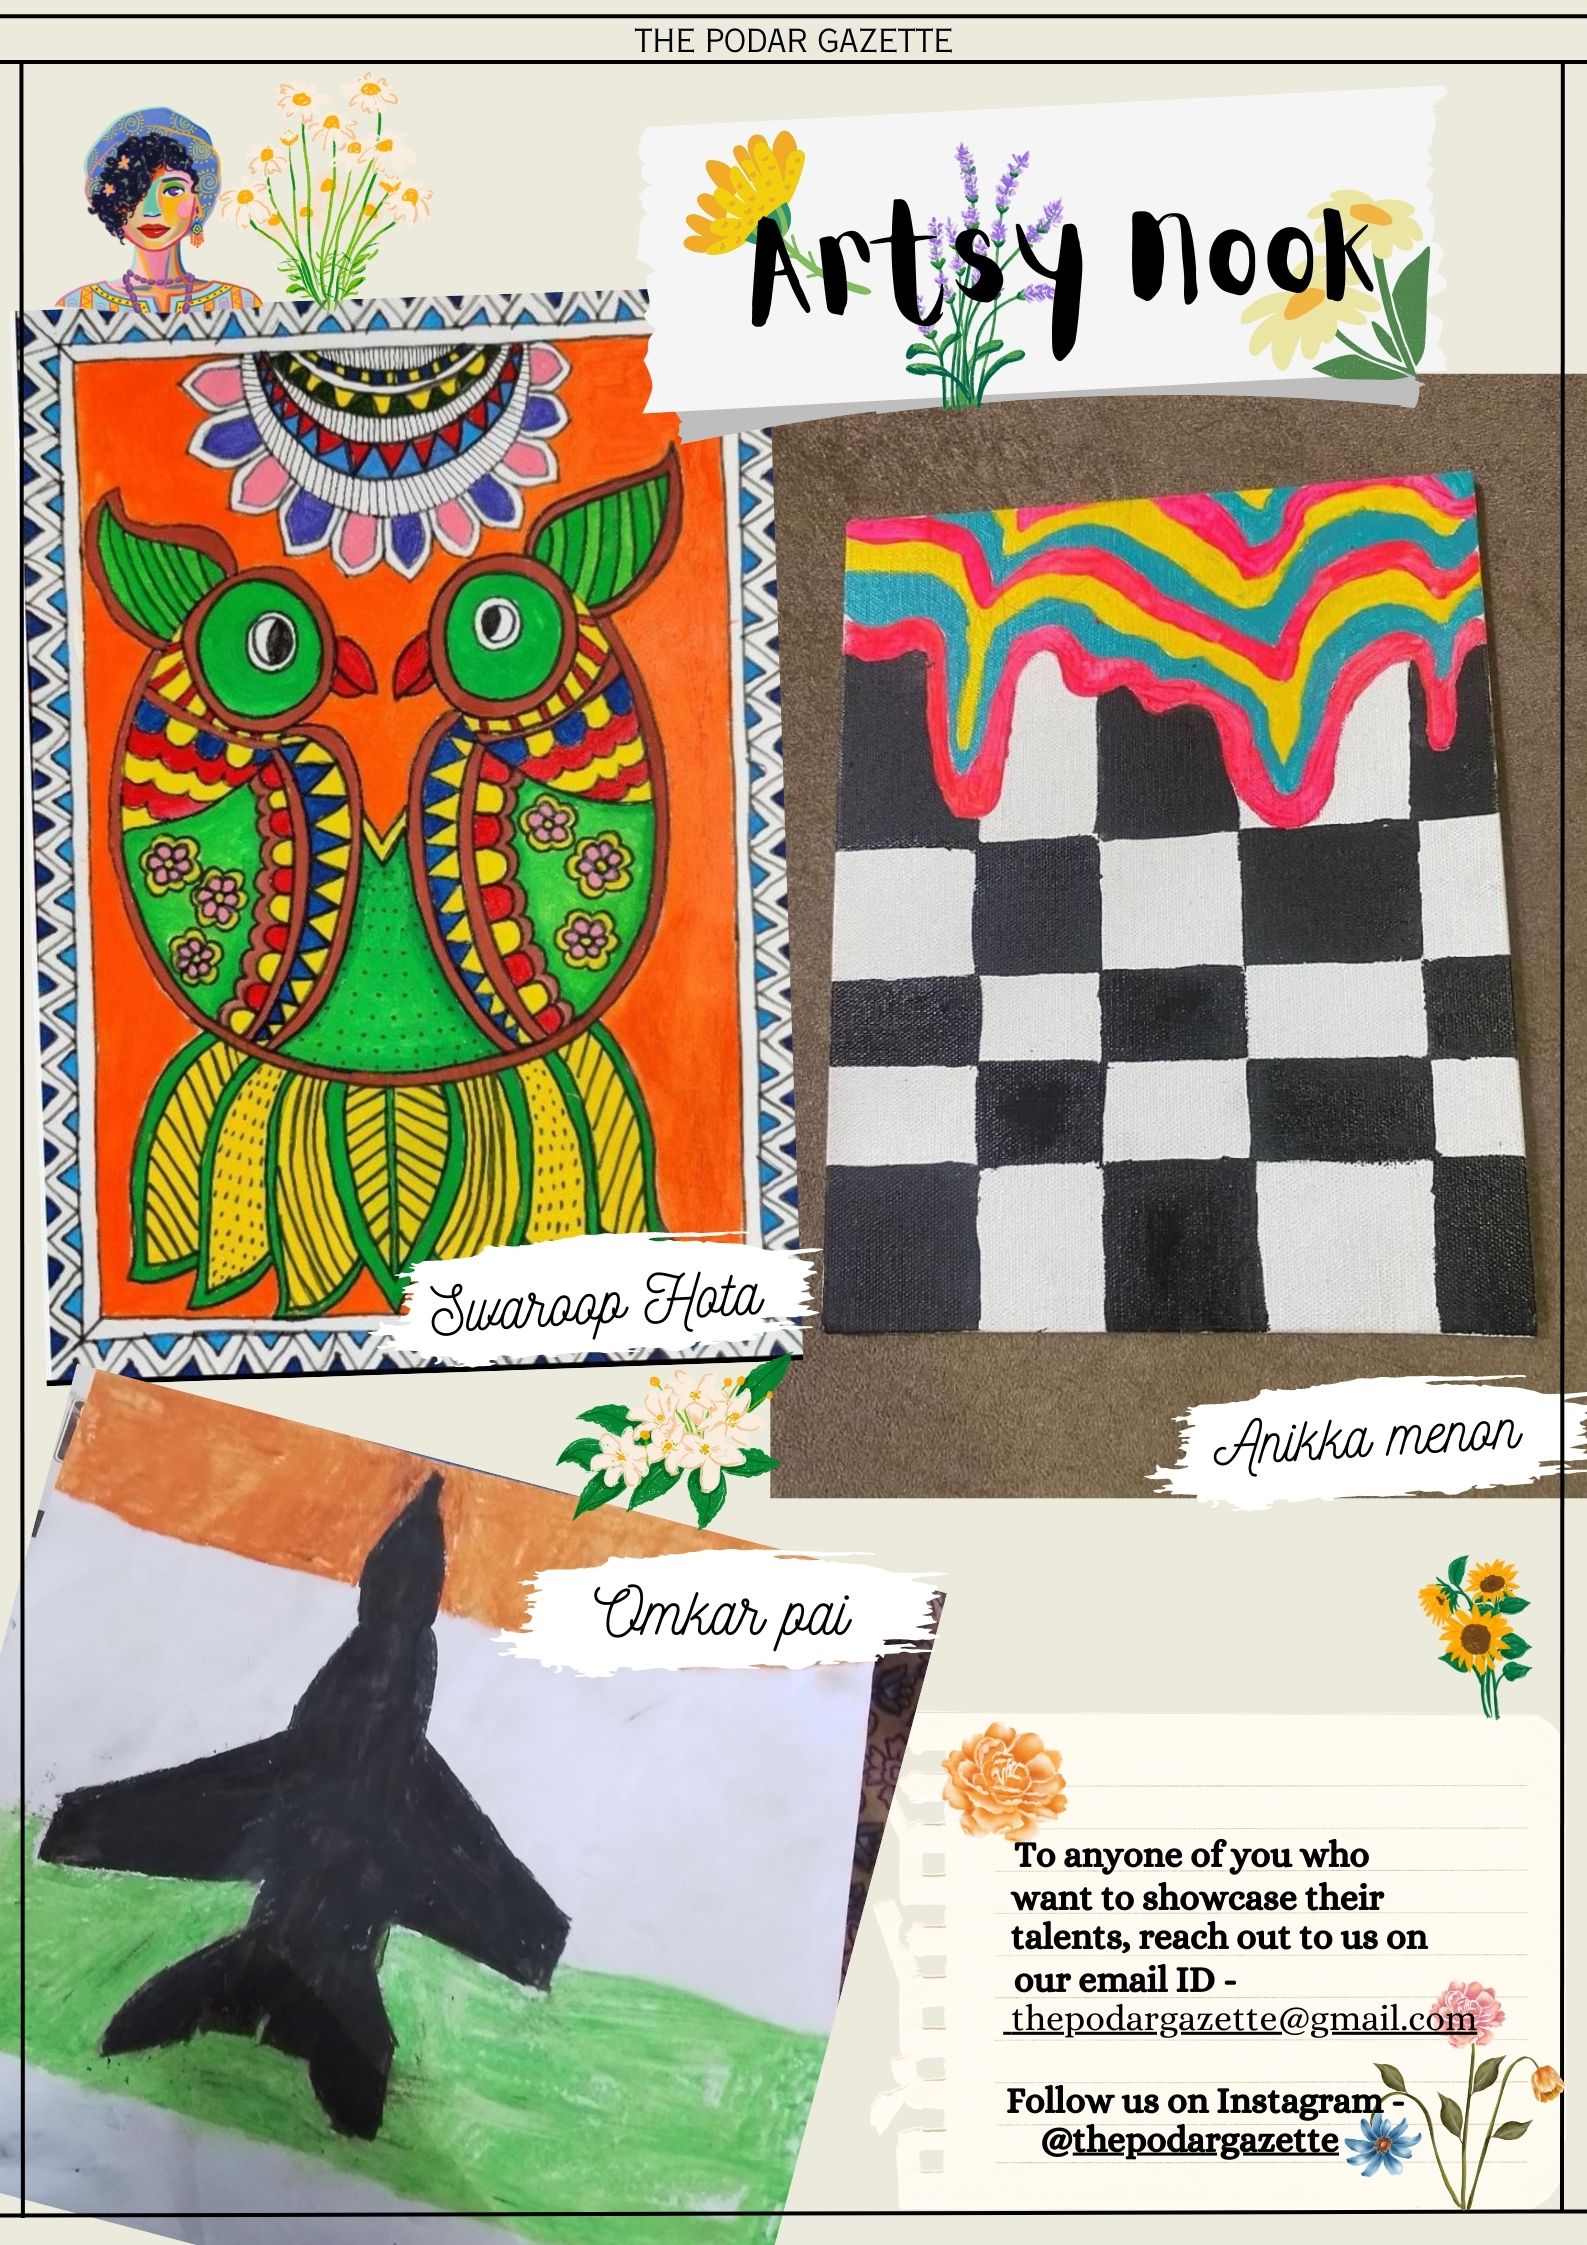 THE PODAR GAZETTE
Artsy Nook
Swaroop Hota
Anikka menon
Omkar pai
To anyone of you who
want to showcase their
talents, reach out to us on
our email ID -
thepodargazette@gmail.com
Follow us on Instagram -
@thepodargazette